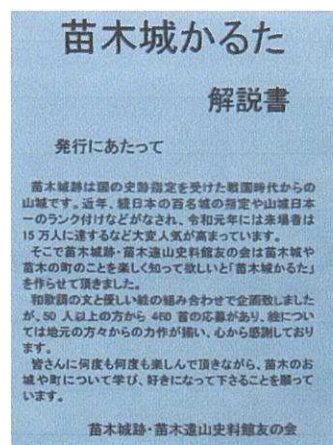 苗木城かるた
解説書
発行にあたって
苗木城跡は国の史跡指定を受けた戦国時代からの
山城です。近年、続日本の百名城の指定や山城日本
一のランク付けなどがなされ、令和元年には来場者は
15万人に達するなど大変人気が高まっています。
そこで苗木城跡・苗木遠山史料館友の会は苗木城や
苗木の町のことを楽しく知って欲しいと「苗木城かるた」
を作らせて頂きました。
和歌調の文と優しい絵の組み合わせで企画致しました
が、50人以上の方から460首の応募があり、絵につい
ては地元の方々からの力作が揃い、心から感謝しており
ます。
皆さんに何度も何度も楽しんで頂きながら、苗木のお
城や町について学び、好きになって下さることを願って
います。
苗木城跡・苗木遠山史料館友の会